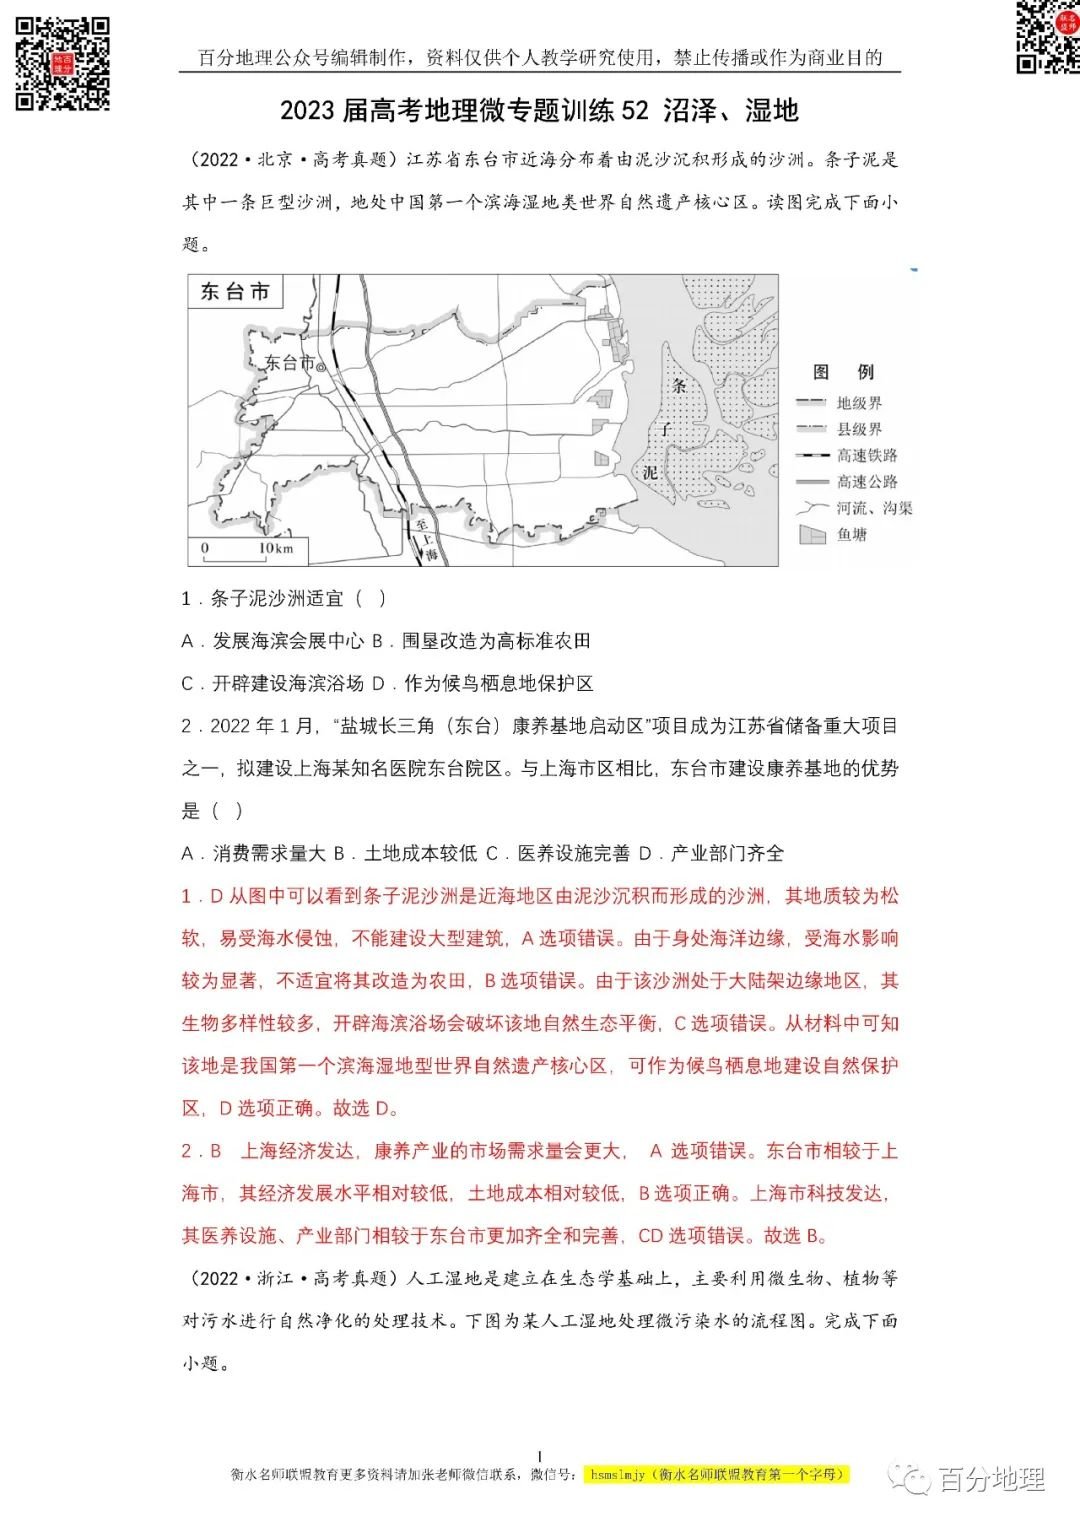 百分地理公众号编辑制作，资料仅供个人教学研究使用，禁止传播或作为商业目的
2023 届高考地理微专题训练 52 沼泽、湿地
（2022·北京·高考真题）江苏省东台市近海分布着由泥沙沉积形成的沙洲。条子泥是
其中一条巨型沙洲，地处中国第一个滨海湿地类世界自然遗产核心区。读图完成下面小
题。
东台市
东台市
条
子
泥
至上海
0 10km
图 例
地级界
县级界
高速铁路
高速公路
河流、沟渠
鱼塘
1．条子泥沙洲适宜（ ）
A．发展海滨会展中心 B．围垦改造为高标准农田
C．开辟建设海滨浴场 D．作为候鸟栖息地保护区
2．2022 年 1 月，“盐城长三角（东台）康养基地启动区”项目成为江苏省储备重大项目
之一，拟建设上海某知名医院东台院区。与上海市区相比，东台市建设康养基地的优势
是（ ）
A．消费需求量大 B．土地成本较低 C．医养设施完善 D．产业部门齐全
1．D 从图中可以看到条子泥沙洲是近海地区由泥沙沉积而形成的沙洲，其地质较为松
软，易受海水侵蚀，不能建设大型建筑，A 选项错误。由于身处海洋边缘，受海水影响
较为显著，不适宜将其改造为农田，B 选项错误。由于该沙洲处于大陆架边缘地区，其
生物多样性较多，开辟海滨浴场会破坏该地自然生态平衡，C 选项错误。从材料中可知
该地是我国第一个滨海湿地型世界自然遗产核心区，可作为候鸟栖息地建设自然保护
区，D 选项正确。故选 D。
2．B 上海经济发达，康养产业的市场需求量会更大， A 选项错误。东台市相较于上
海市，其经济发展水平相对较低，土地成本相对较低，B 选项正确。上海市科技发达，
其医养设施、产业部门相较于东台市更加齐全和完善，CD 选项错误。故选 B。
（2022·浙江·高考真题）人工湿地是建立在生态学基础上，主要利用微生物、植物等
对污水进行自然净化的处理技术。下图为某人工湿地处理微污染水的流程图。完成下面
小题。
1
衡水名师联盟教育更多资料请加张老师微信联系，微信号： hsmslmjy（衡水名师联盟教育第一个字母）
百分地理